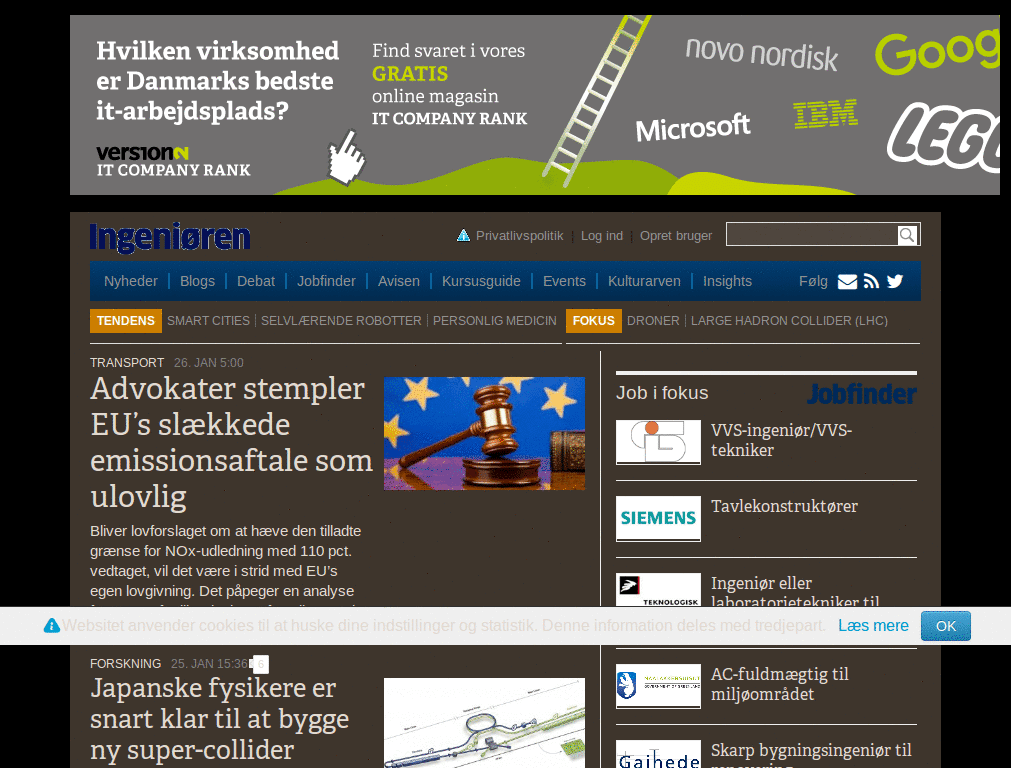 Hvilken virksomhed
er Danmarks bedste
it-arbejdsplads?
version2
IT COMPANY RANK
Find svaret i vores
GRATIS
online magasin
IT COMPANY RANK
novo nordisk
Goog
Microsoft
IBM
LEGO
Ingeniøren
Privatlivspolitik | Log ind | Opret bruger
Nyheder | Blogs | Debat | Jobfinder | Avisen | Kursusguide | Events | Kulturarven | Insights Følg
TENDENS SMART CITIES | SELVLÆRENDE ROBOTTER | PERSONLIG MEDICIN
FOKUS DRONER | LARGE HADRON COLLIDER (LHC)
TRANSPORT 26. JAN 5:00
Advokater stempler
EU's slækkede
emissionsaftale som
ulovlig
Bliver lovforslaget om at hæve den tilladte
grænse for NOx-udledning med 110 pct.
vedtaget, vil det være i strid med EU's
egen lovgivning. Det påpeger en analyse
Job i fokus Jobfinder
VVS-ingeniør/VVS-
tekniker
SIEMENS
Tavlekonstruktører
TEKNOLOGISK
Ingeniør eller
laboratorietekniker til
Websitet anvender cookies til at huske dine indstillinger og statistik. Denne information deles med tredjepart. Læs mere OK
FORSKNING 25. JAN 15:36 6
Japanske fysikere er
snart klar til at bygge
ny super-collider
AC-fuldmægtig til
miljøområdet
Gaihede
Skarp bygningsingeniør til